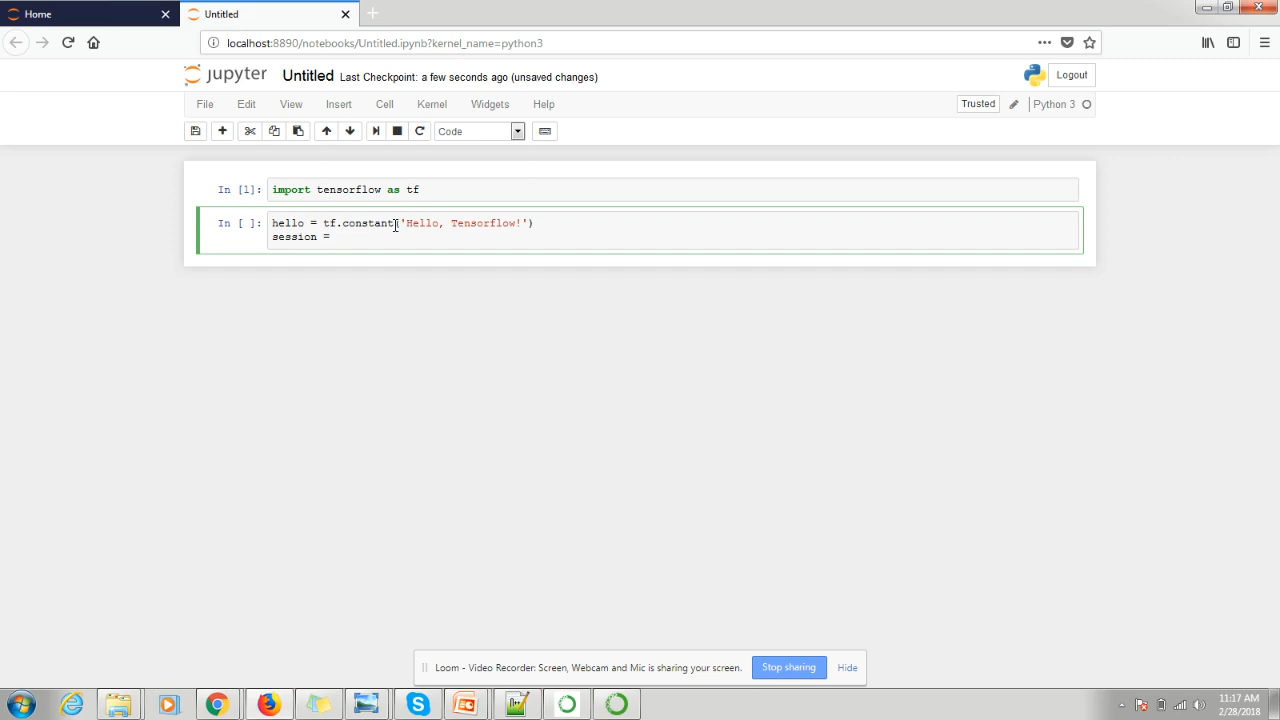 Home
Untitled
localhost:8890/notebooks/Untitled.ipynb?kernel_name=python3
jupyter Untitled Last Checkpoint: a few seconds ago (unsaved changes)
Logout
File Edit View Insert Cell Kernel Widgets Help
Trusted Python 3
Code
In [1]: import tensorflow as tf
In [ ]: hello = tf.constant('Hello, Tensorflow!')
session =
Loom - Video Recorder: Screen, Webcam and Mic is sharing your screen. Stop sharing Hide
11:17 AM
2/28/2018